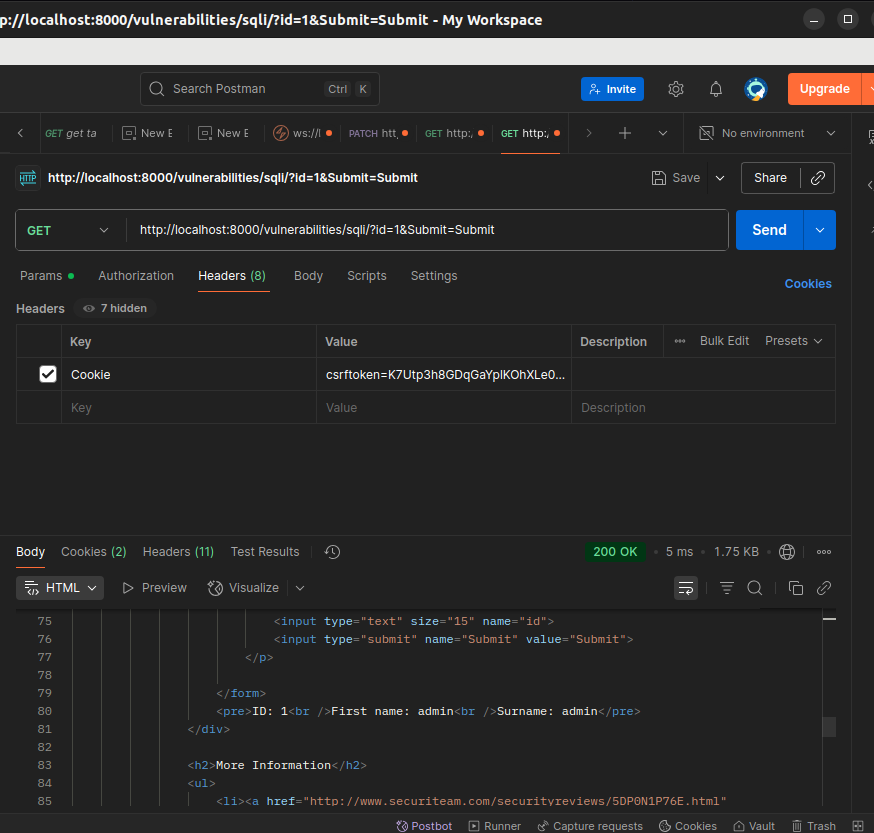 p://localhost:8000/vulnerabilities/sqli/?id=1&Submit=Submit - My Workspace
Search Postman Ctrl K Invite Upgrade
GET get ta New E New E ws://l PATCH htt, GET http:, GET http:, No environment
HTTP http://localhost:8000/vulnerabilities/sqli/?id=1&Submit=Submit Save Share
GET http://localhost:8000/vulnerabilities/sqli/?id=1&Submit=Submit Send
Params Authorization Headers (8) Body Scripts Settings Cookies
Headers 7 hidden
Key Value Description Bulk Edit Presets
Cookie csrftoken=K7Utp3h8GDqGaYplKOhXLe0...
Key Value Description
Body Cookies (2) Headers (11) Test Results 200 OK 5 ms 1.75 KB
HTML Preview Visualize
75 <input type="text" size="15" name="id">
76 <input type="submit" name="Submit" value="Submit">
77 </p>
78
79 </form>
80 <pre>ID: 1<br />First name: admin<br />Surname: admin</pre>
81 </div>
82
83 <h2>More Information</h2>
84 <ul>
85 <li><a href="http://www.securiteam.com/securityreviews/5DP0N1P76E.html"
Postbot Runner Capture requests Cookies Vault Trash